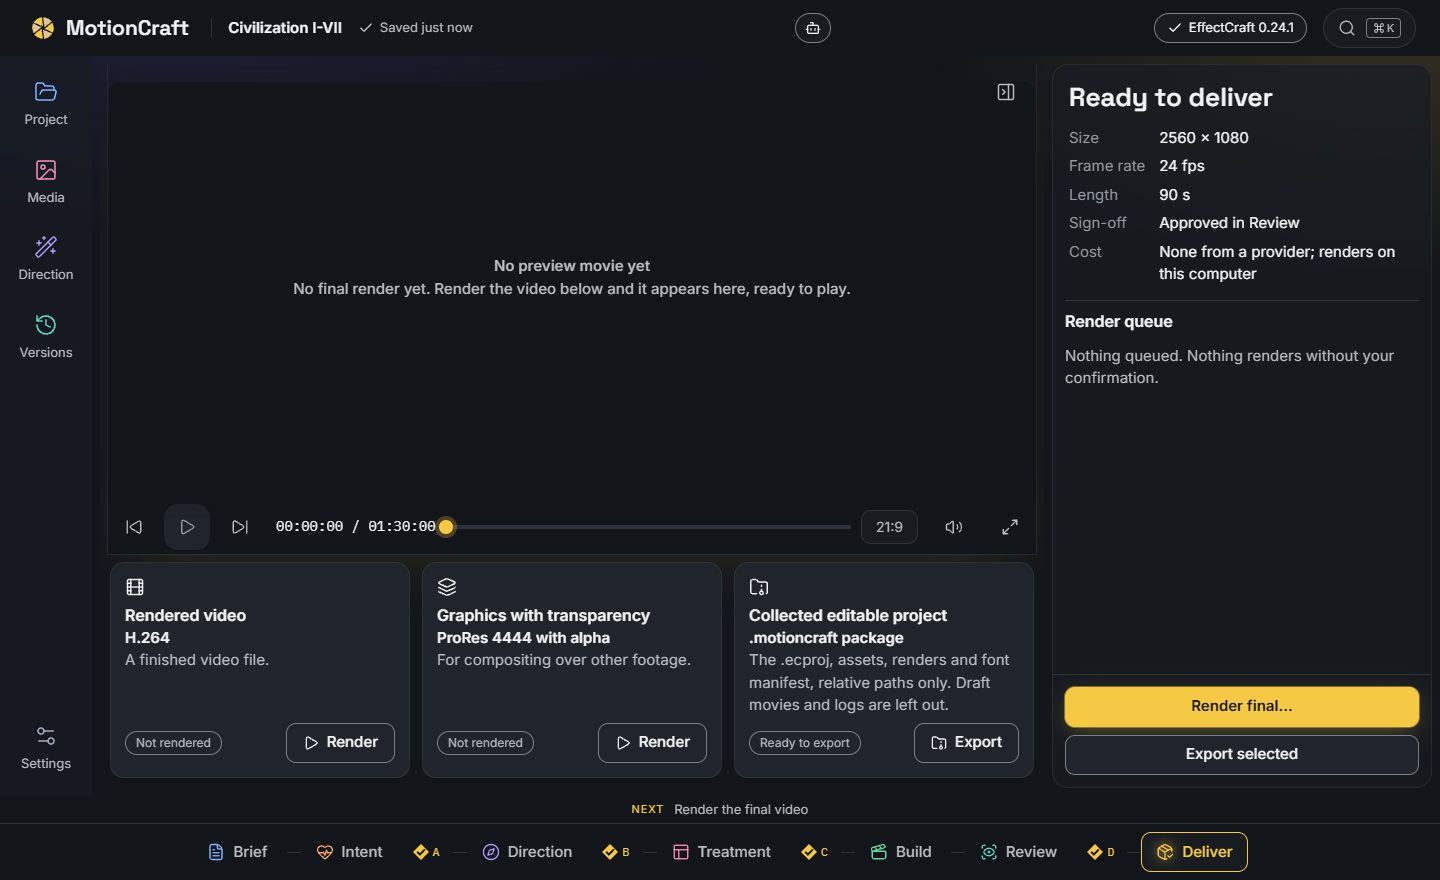 MotionCraft
Civilization I-VII
Saved just now
EffectCraft 0.24.1
⌘K
Project
Media
Direction
Versions
Settings
No preview movie yet
No final render yet. Render the video below and it appears here, ready to play.
00:00:00 / 01:30:00
21:9
Rendered video
H.264
A finished video file.
Not rendered
Render
Graphics with transparency
ProRes 4444 with alpha
For compositing over other footage.
Not rendered
Render
Collected editable project
.motioncraft package
The .ecproj, assets, renders and font
manifest, relative paths only. Draft
movies and logs are left out.
Ready to export
Export
Ready to deliver
Size 2560 × 1080
Frame rate 24 fps
Length 90 s
Sign-off Approved in Review
Cost None from a provider; renders on
this computer
Render queue
Nothing queued. Nothing renders without your
confirmation.
Render final...
Export selected
NEXT Render the final video
Brief
Intent
A
Direction
B
Treatment
C
Build
Review
D
Deliver